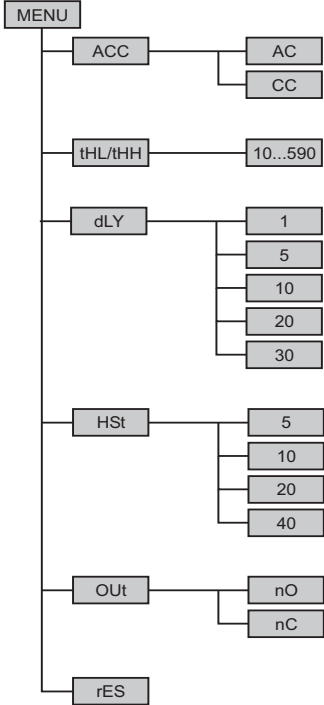 MENU
ACC
AC
CC
tHL/tHH
10...590
dLY
1
5
10
20
30
HSt
5
10
20
40
OUt
nO
nC
rES